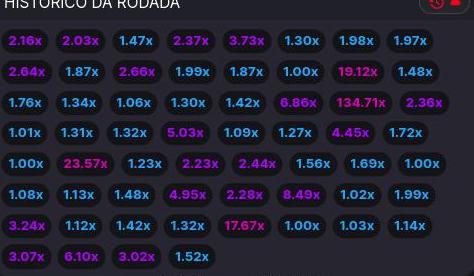 HISTÓRICO DA RODADA
2.16x 2.03x 1.47x 2.37x 3.73x 1.30x 1.98x 1.97x
2.64x 1.87x 2.66x 1.99x 1.87x 1.00x 19.12x 1.48x
1.76x 1.34x 1.06x 1.30x 1.42x 6.86x 134.71x 2.36x
1.01x 1.31x 1.32x 5.03x 1.09x 1.27x 4.45x 1.72x
1.00x 23.57x 1.23x 2.23x 2.44x 1.56x 1.69x 1.00x
1.08x 1.13x 1.48x 4.95x 2.28x 8.49x 1.02x 1.99x
3.24x 1.12x 1.42x 1.32x 17.67x 1.00x 1.03x 1.14x
3.07x 6.10x 3.02x 1.52x